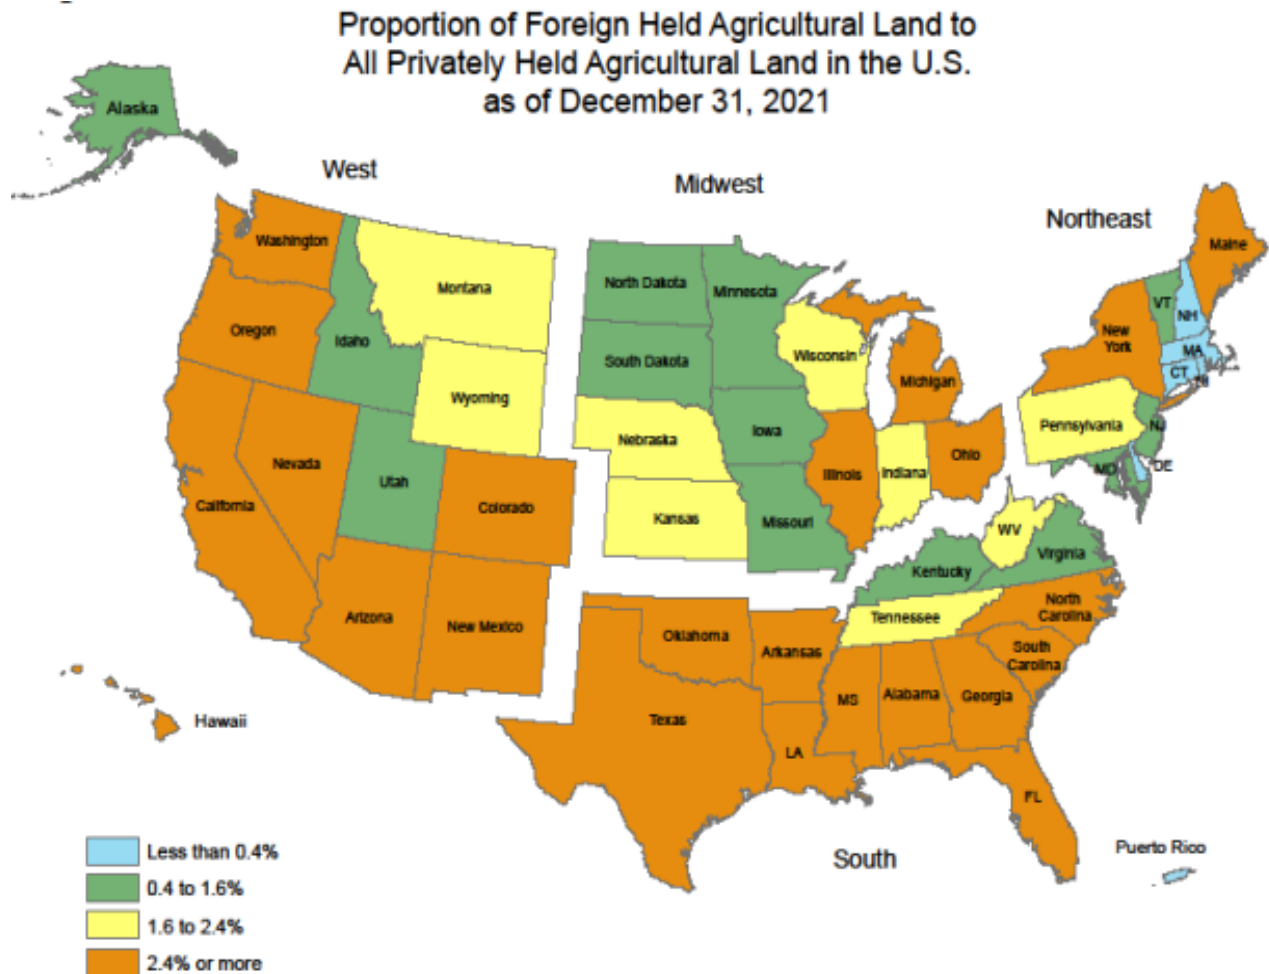 Proportion of Foreign Held Agricultural Land to
All Privately Held Agricultural Land in the U.S.
as of December 31, 2021
Alaska
West
Midwest
Northeast
Washington
Montana
Oregon
Idaho
Wyoming
Nevada
Utah
Colorado
California
Arizona
New Mexico
Hawaii
North Dakota
Minnesota
South Dakota
Wisconsin
Michigan
Nebraska
Iowa
Illinois
Indiana
Ohio
Kansas
Missouri
Maine
VT
NH
New
York
MA
CT
RI
Pennsylvania
NJ
MD
DE
WV
Virginia
Kentucky
Tennessee
North
Carolina
South
Carolina
Oklahoma
Arkansas
Texas
MS
Alabama
Georgia
LA
FL
South
Puerto Rico
Less than 0.4%
0.4 to 1.6%
1.6 to 2.4%
2.4% or more